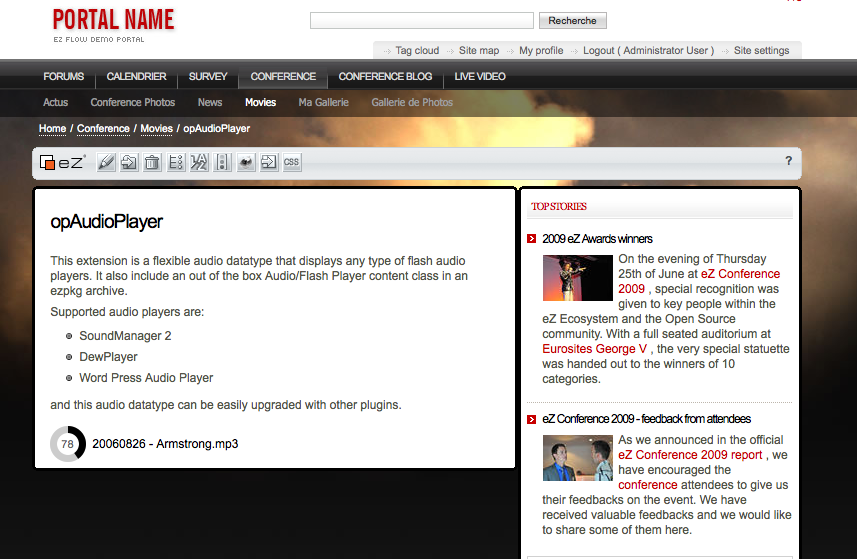 PORTAL NAME
EZ FLOW DEMO PORTAL
Recherche
Tag cloud Site map My profile Logout ( Administrator User ) Site settings
FORUMS CALENDRIER SURVEY CONFERENCE CONFERENCE BLOG LIVE VIDEO
Actus Conference Photos News Movies Ma Gallerie Gallerie de Photos
Home / Conference / Movies / opAudioPlayer
eZ CSS ?
opAudioPlayer
This extension is a flexible audio datatype that displays any type of flash audio
players. It also include an out of the box Audio/Flash Player content class in an
ezpkg archive.
Supported audio players are:
SoundManager 2
DewPlayer
Word Press Audio Player
and this audio datatype can be easily upgraded with other plugins.
78 20060826 - Armstrong.mp3
TOP STORIES
2009 eZ Awards winners
On the evening of Thursday
25th of June at eZ Conference
2009 , special recognition was
given to key people within the
eZ Ecosystem and the Open Source
community. With a full seated auditorium at
Eurosites George V , the very special statuette
was handed out to the winners of 10
categories.
eZ Conference 2009 - feedback from attendees
As we announced in the official
eZ Conference 2009 report , we
have encouraged the
conference attendees to give us
their feedbacks on the event. We have
received valuable feedbacks and we would like
to share some of them here.